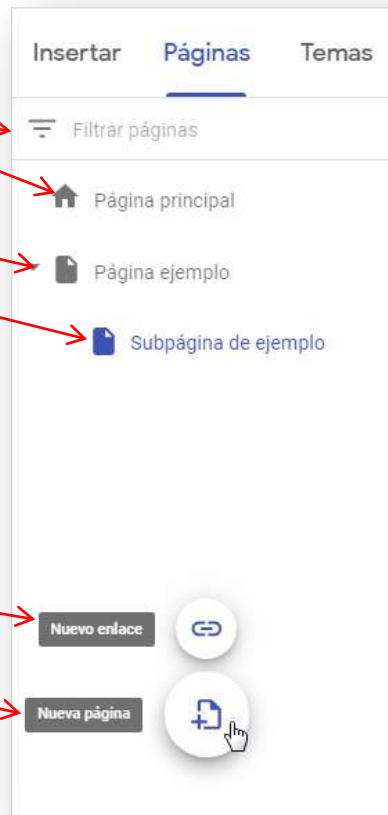 Insertar Páginas Temas
Filtrar páginas
Página principal
Página ejemplo
Subpágina de ejemplo
Nuevo enlace
Nueva página